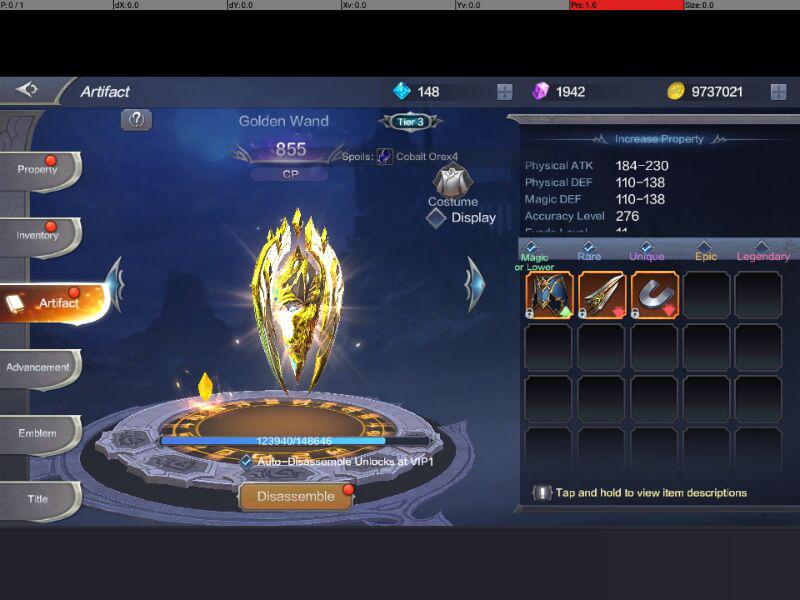 P: 0 / 1 dX: 0.0 dY: 0.0 Xv: 0.0 Yv: 0.0 Prs: 1.0 Size: 0.0
Artifact 148 1942 9737021
Golden Wand Tier 3
855
CP
Spoils: Cobalt Orex4
Costume
Display
Increase Property
Physical ATK 184-230
Physical DEF 110-138
Magic DEF 110-138
Accuracy Level 276
Magic or Lower Rare Unique Epic Legendary
Property
Inventory
Artifact
Advancement
Emblem
Title
123940/148646
Auto-Disassemble Unlocks at VIP1
Disassemble
Tap and hold to view item descriptions